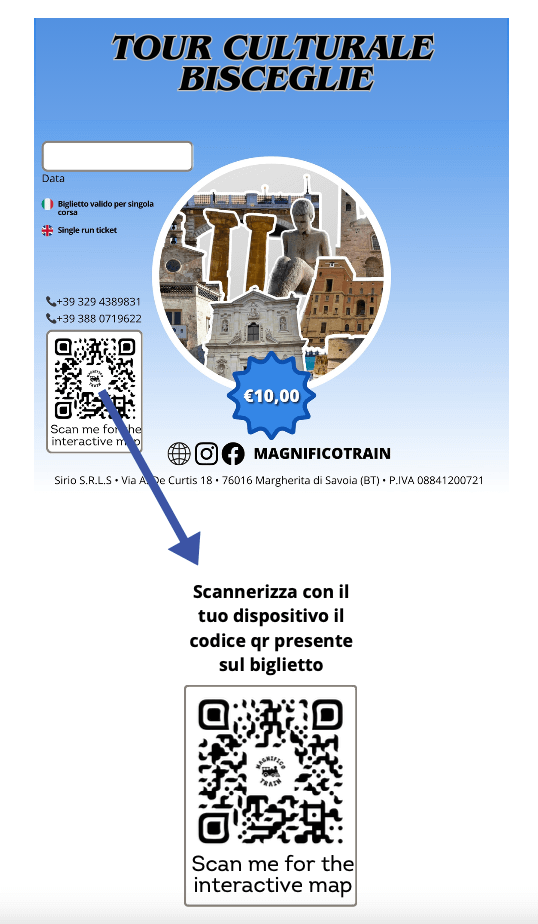 TOUR CULTURALE
BISCEGLIE
Data
Biglietto valido per singola
corsa
Single run ticket
+39 329 4389831
+39 388 0719622
MAGNIFICO
TRAIN
Scan me for the
interactive map
€10,00
MAGNIFICOTRAIN
Sirio S.R.L.S • Via A. De Curtis 18 • 76016 Margherita di Savoia (BT) • P.IVA 08841200721
Scannerizza con il
tuo dispositivo il
codice qr presente
sul biglietto
MAGNIFICO
TRAIN
Scan me for the
interactive map